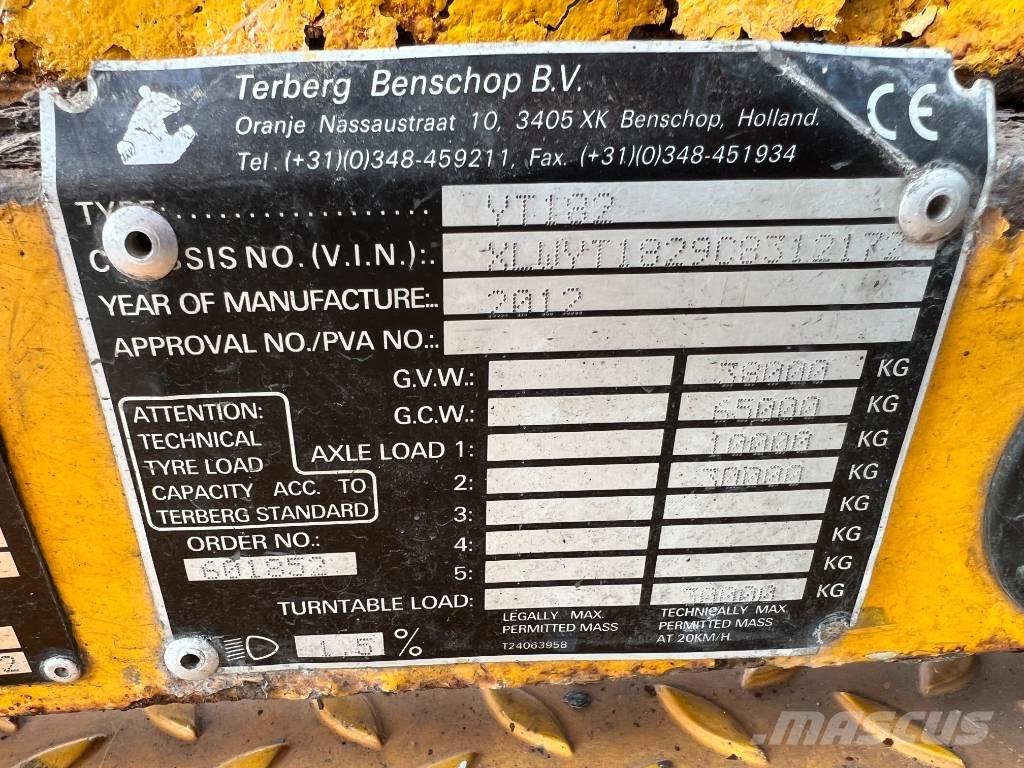 Terberg Benschop B.V.
Oranje Nassaustraat 10, 3405 XK Benschop, Holland.
Tel.(+31)(0)348-459211, Fax. (+31)(0)348-451934
CE
YT182
SIS NO. (V.I.N.):.
YEAR OF MANUFACTURE:.. 2012
APPROVAL NO./PVA NO.:.
G.V.W.: KG
G.C.W.: 65000 KG
AXLE LOAD 1: 10000 KG
2: 30000 KG
3: KG
4: KG
5: KG
TURNTABLE LOAD: KG
ATTENTION:
TECHNICAL
TYRE LOAD
CAPACITY ACC. TO
TERBERG STANDARD
ORDER NO.:
601852
1.5 %
LEGALLY MAX.
PERMITTED MASS
T24063958
TECHNICALLY MAX.
PERMITTED MASS
AT 20KM/H
2
MASCUS